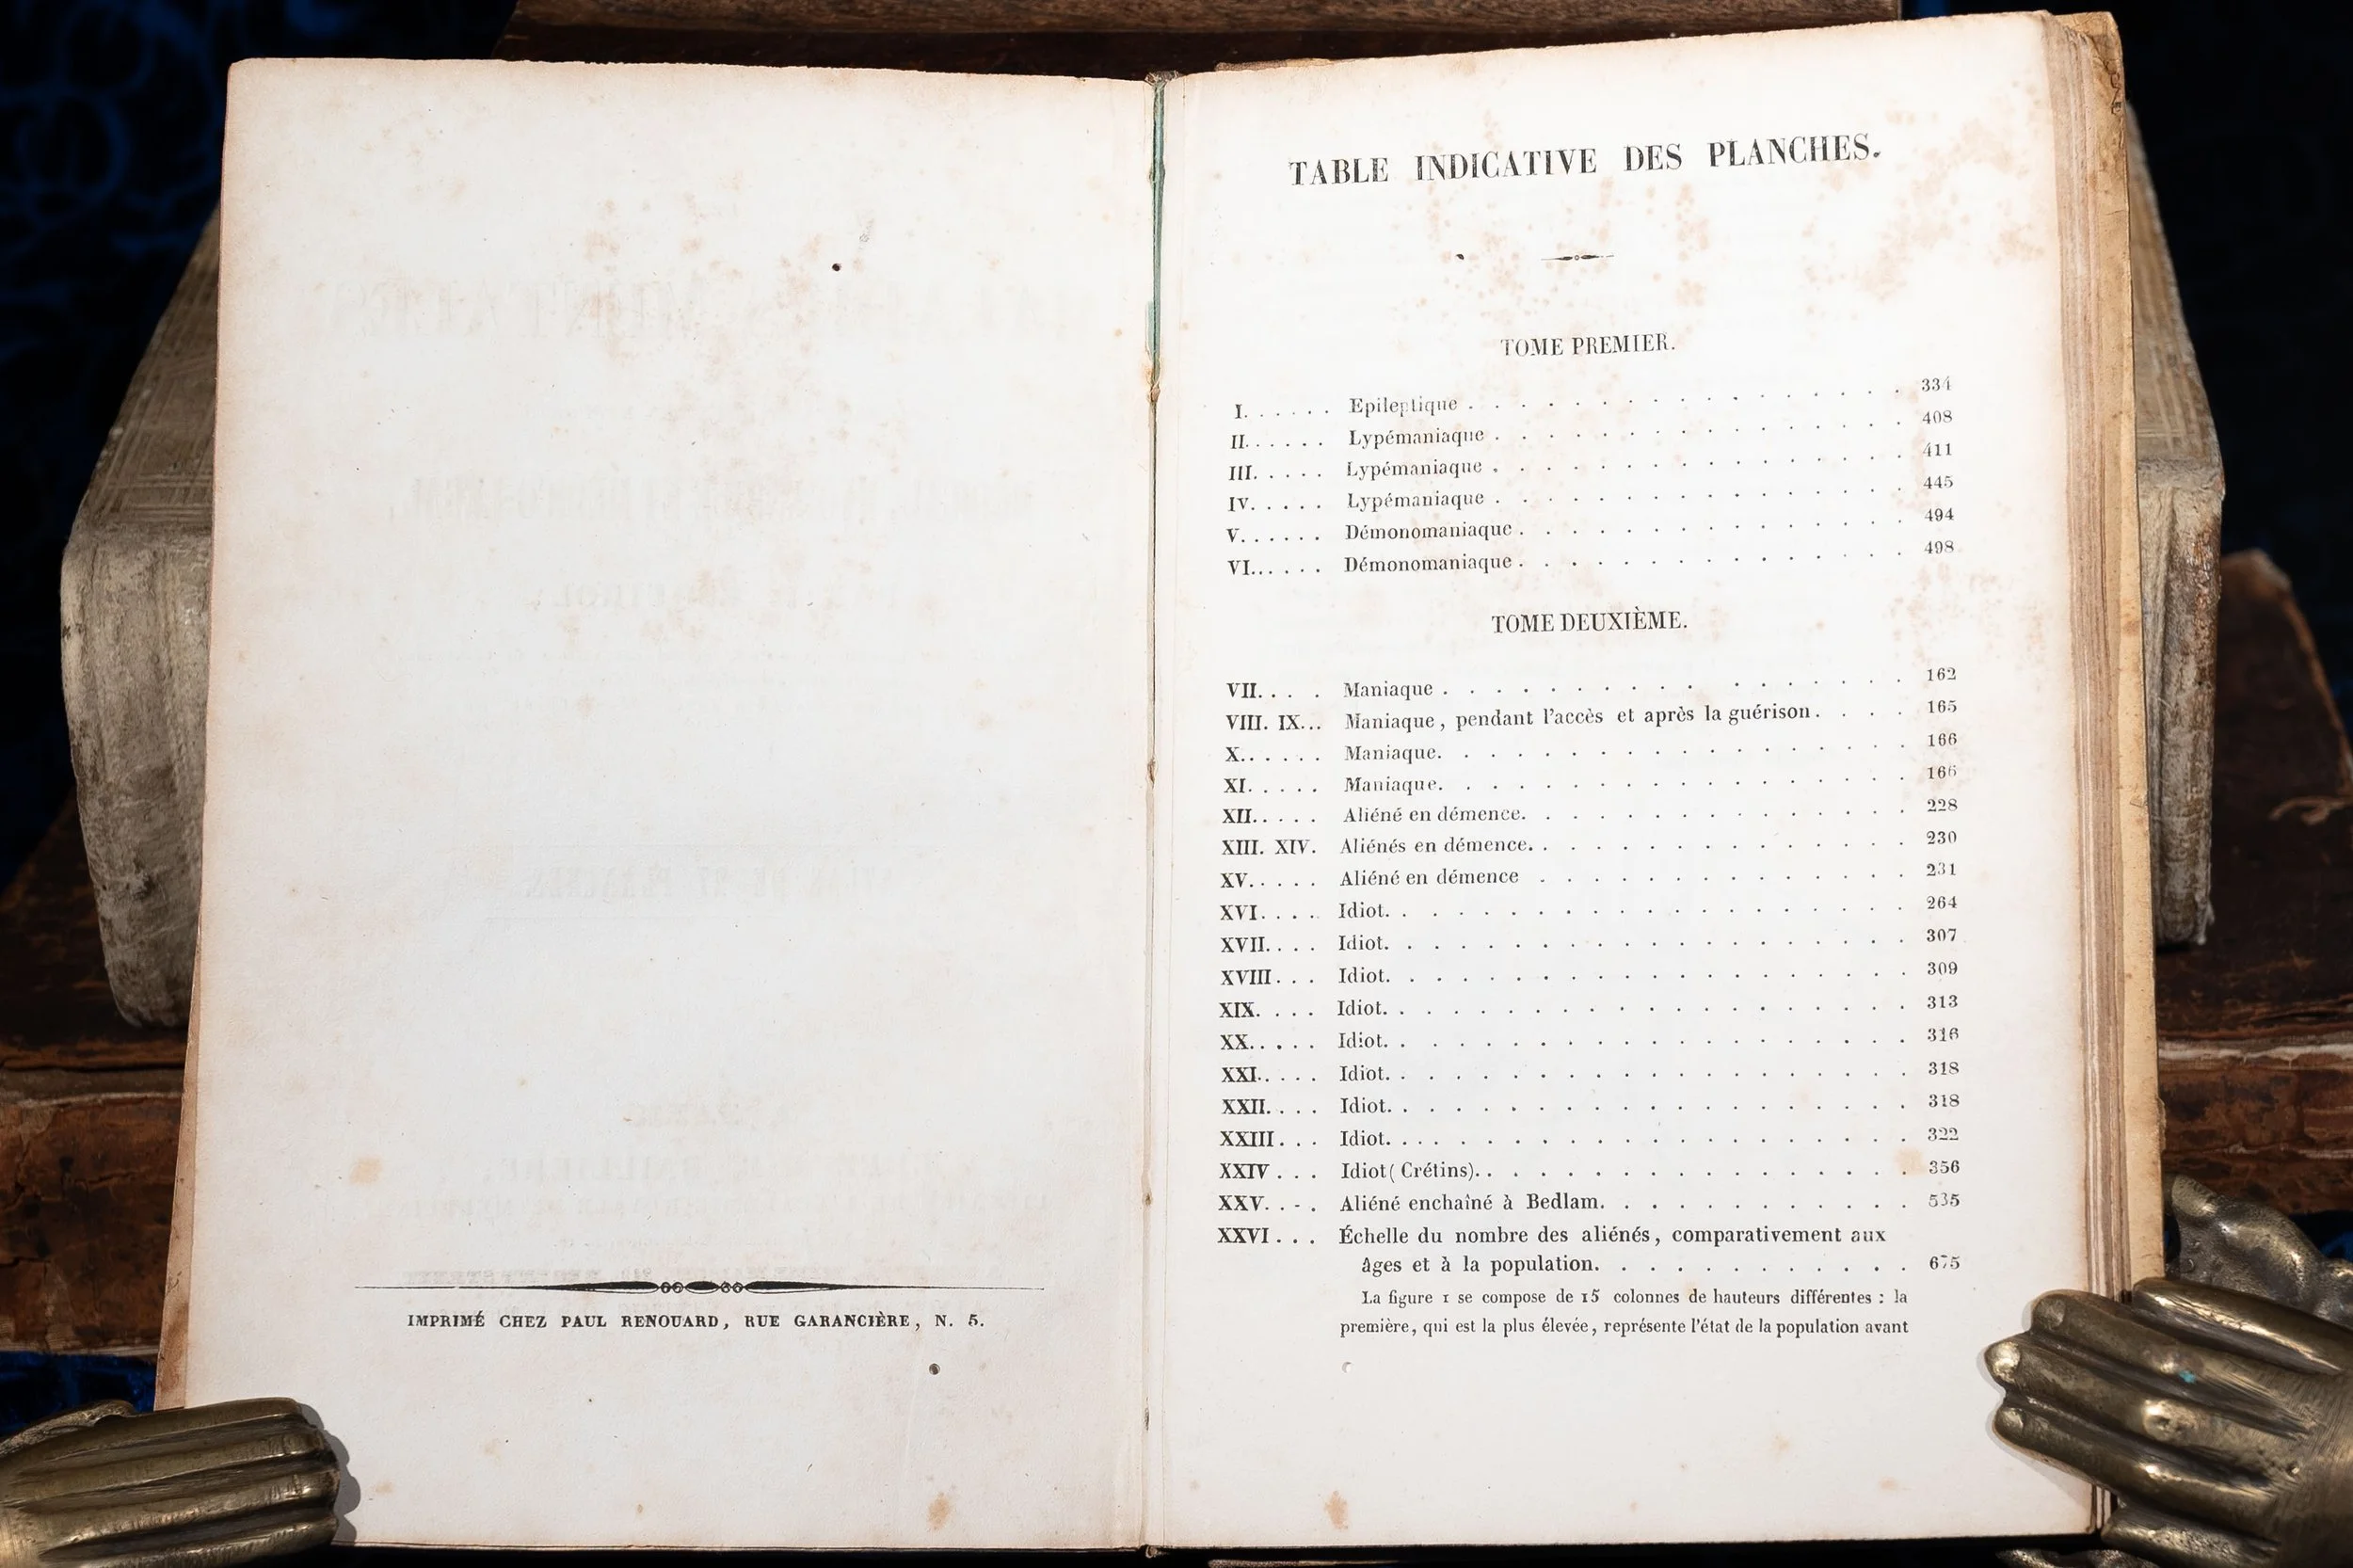 IMPRIMÉ CHEZ PAUL RENOUARD, RUE GARANCIÈRE, N. 5.
TABLE INDICATIVE DES PLANCHES.
TOME PREMIER.
I. . . . . . Epileptique . . . . . . . . . . . . . . . . . 334
II. . . . . . Lypémaniaque . . . . . . . . . . . . . . . . 408
III. . . . . Lypémaniaque . . . . . . . . . . . . . . . . 411
IV. . . . . Lypémaniaque . . . . . . . . . . . . . . . . 445
V. . . . . . Démonomaniaque . . . . . . . . . . . . . . . 494
VI. . . . . . Démonomaniaque . . . . . . . . . . . . . . . 498
TOME DEUXIÈME.
VII. . . . Maniaque . . . . . . . . . . . . . . . . . 162
VIII. IX... Maniaque, pendant l'accès et après la guérison. . . . 165
X. . . . . . Maniaque. . . . . . . . . . . . . . . . . . 166
XI. . . . . Maniaque. . . . . . . . . . . . . . . . . . 166
XII. . . . . Aliéné en démence. . . . . . . . . . . . . . . 228
XIII. XIV. Aliénés en démence. . . . . . . . . . . . . . . 230
XV. . . . . Aliéné en démence . . . . . . . . . . . . . . 231
XVI. . . . . Idiot. . . . . . . . . . . . . . . . . . . . 264
XVII. . . . Idiot. . . . . . . . . . . . . . . . . . . . 307
XVIII . . . Idiot. . . . . . . . . . . . . . . . . . . . 309
XIX. . . . Idiot. . . . . . . . . . . . . . . . . . . . 313
XX. . . . . Idiot. . . . . . . . . . . . . . . . . . . . 316
XXI. . . . . Idiot. . . . . . . . . . . . . . . . . . . . 318
XXII. . . . Idiot. . . . . . . . . . . . . . . . . . . . 318
XXIII . . . Idiot. . . . . . . . . . . . . . . . . . . . 322
XXIV . . . Idiot (Crétins). . . . . . . . . . . . . . . . . 356
XXV. . - . Aliéné enchaîné à Bedlam. . . . . . . . . . . . 535
XXVI . . . Échelle du nombre des aliénés, comparativement aux
âges et à la population. . . . . . . . . . . . 675
La figure 1 se compose de 15 colonnes de hauteurs différentes : la
première, qui est la plus élevée, représente l'état de la population avant